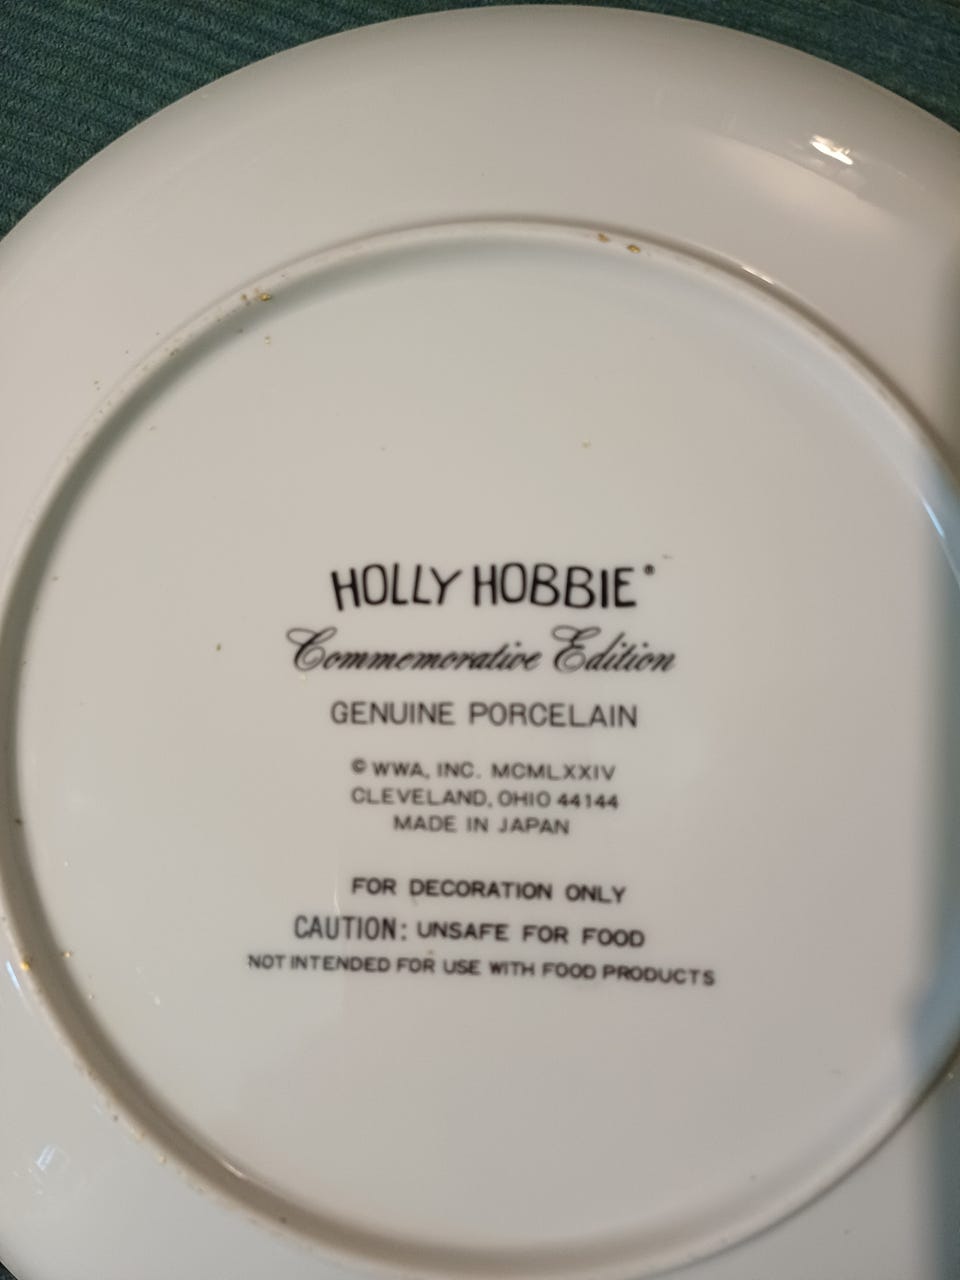 HOLLY HOBBIE®
Commemorative Edition
GENUINE PORCELAIN
© WWA, INC. MCMLXXIV
CLEVELAND, OHIO 44144
MADE IN JAPAN
FOR DECORATION ONLY
CAUTION: UNSAFE FOR FOOD
NOT INTENDED FOR USE WITH FOOD PRODUCTS